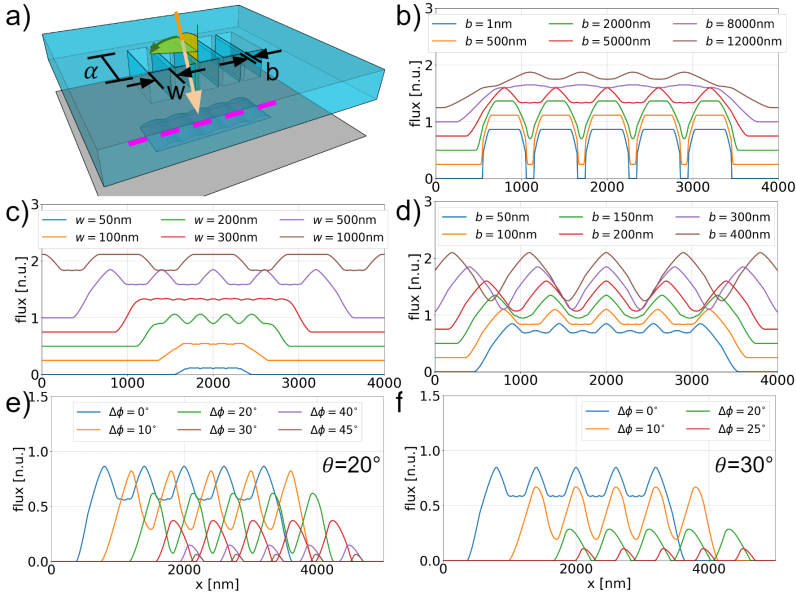 a)
α
w
b
b)
flux [n.u.]
3
2
1
0
b = 1nm
b = 500nm
b = 2000nm
b = 5000nm
b = 8000nm
b = 12000nm
0 1000 2000 3000 4000
c)
flux [n.u.]
3
2
1
0
w = 50nm
w = 100nm
w = 200nm
w = 300nm
w = 500nm
w = 1000nm
0 1000 2000 3000 4000
d)
flux [n.u.]
3
2
1
0
b = 50nm
b = 100nm
b = 150nm
b = 200nm
b = 300nm
b = 400nm
0 1000 2000 3000 4000
e)
flux [n.u.]
1.5
1.0
0.5
0.0
Δϕ = 0°
Δϕ = 10°
Δϕ = 20°
Δϕ = 30°
Δϕ = 40°
Δϕ = 45°
θ=20°
0 2000 4000
x [nm]
f
flux [n.u.]
1.5
1.0
0.5
0.0
Δϕ = 0°
Δϕ = 10°
Δϕ = 20°
Δϕ = 25°
θ=30°
0 2000 4000
x [nm]